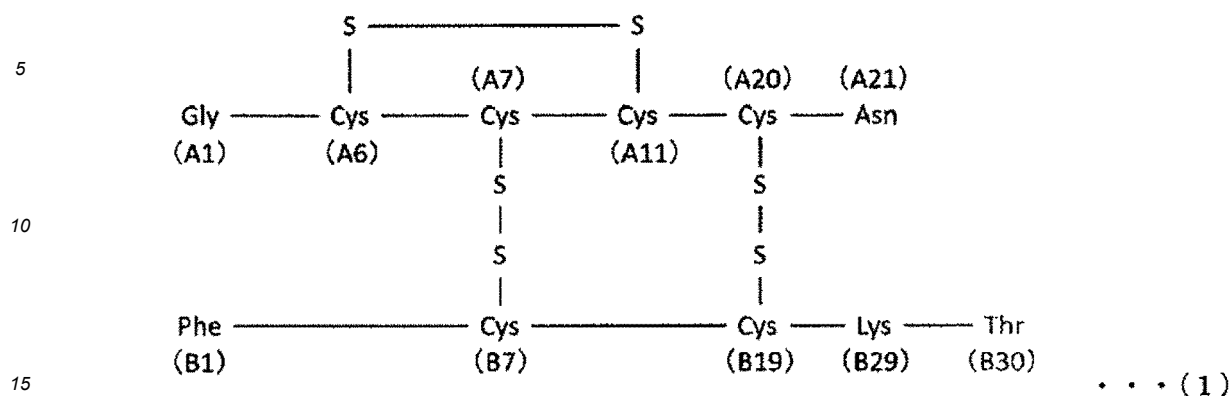 S S
5
(A7) (A20) (A21)
Gly Cys Cys Cys Cys Asn
(A1) (A6) (A11)
S S
10
S S
Phe Cys Cys Lys Thr
(B1) (B7) (B19) (B29) (B30)
15
・・・(1)